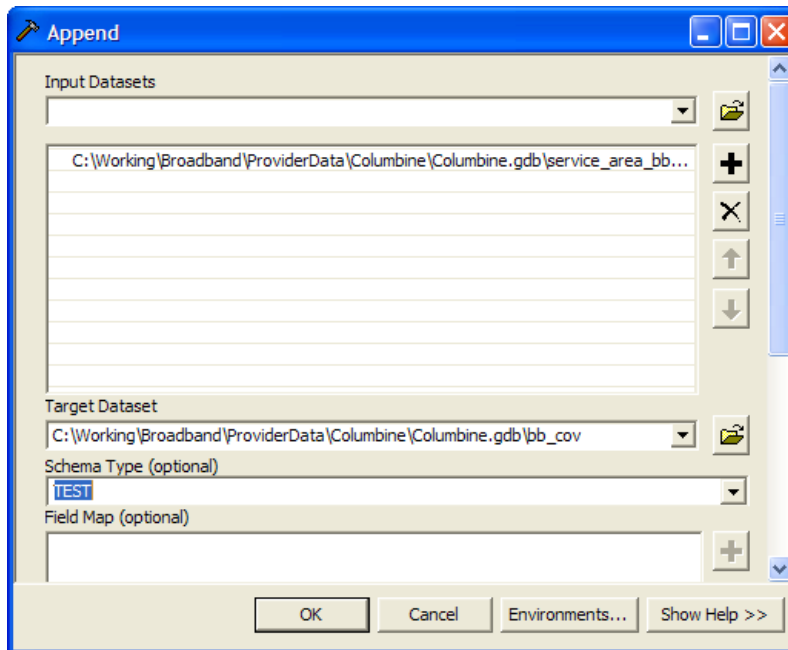 Append
Input Datasets
C:\Working\Broadband\ProviderData\Columbine\Columbine.gdb\service_area_bb...
Target Dataset
C:\Working\Broadband\ProviderData\Columbine\Columbine.gdb\bb_cov
Schema Type (optional)
TEST
Field Map (optional)
OK Cancel Environments... Show Help >>